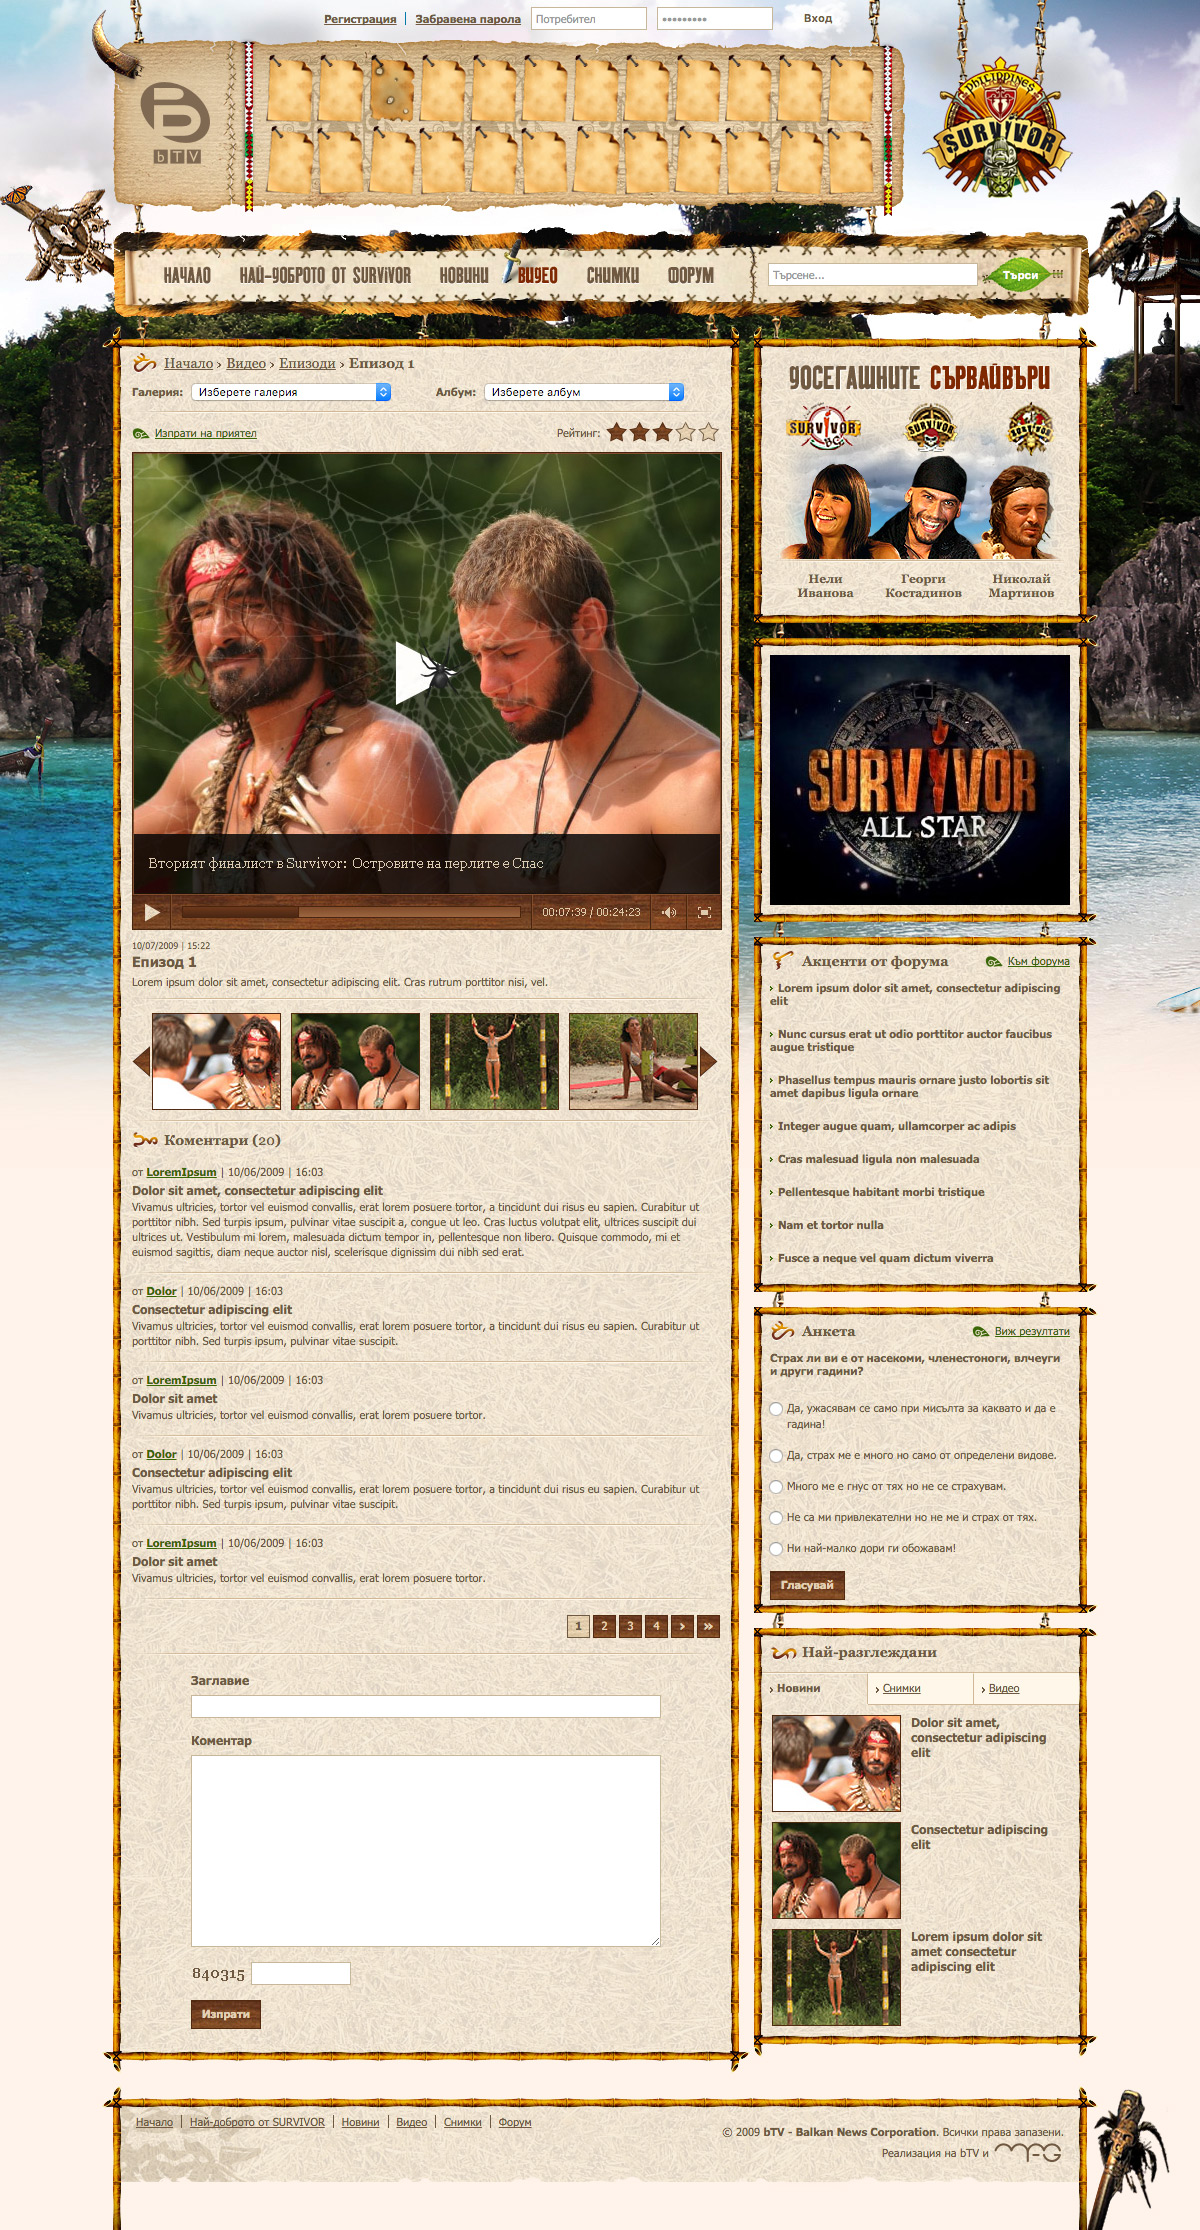 Регистрация | Забравена парола Потребител ••••••••• Вход
bTV
PHILIPPINES
SURVIVOR
НАЧАЛО НАЙ-ДОБРОТО ОТ SURVIVOR НОВИНИ ВИДЕО СНИМКИ ФОРУМ Търсене... Търси
Начало › Видео › Епизоди › Епизод 1
Галерия: Изберете галерия Албум: Изберете албум
Изпрати на приятел Рейтинг:
Вторият финалист в Survivor: Островите на перлите е Спас
00:07:39 / 00:24:23
10/07/2009 | 15:22
Епизод 1
Lorem ipsum dolor sit amet, consectetur adipiscing elit. Cras rutrum porttitor nisi, vel.
Коментари (20)
от LoremIpsum | 10/06/2009 | 16:03
Dolor sit amet, consectetur adipiscing elit
Vivamus ultricies, tortor vel euismod convallis, erat lorem posuere tortor, a tincidunt dui risus eu sapien. Curabitur ut
porttitor nibh. Sed turpis ipsum, pulvinar vitae suscipit a, congue ut leo. Cras luctus volutpat elit, ultrices suscipit dui
ultrices ut. Vestibulum mi lorem, malesuada dictum tempor in, pellentesque non libero. Quisque commodo, mi et
euismod sagittis, diam neque auctor nisl, scelerisque dignissim dui nibh sed erat.
от Dolor | 10/06/2009 | 16:03
Consectetur adipiscing elit
Vivamus ultricies, tortor vel euismod convallis, erat lorem posuere tortor, a tincidunt dui risus eu sapien. Curabitur ut
porttitor nibh. Sed turpis ipsum, pulvinar vitae suscipit.
от LoremIpsum | 10/06/2009 | 16:03
Dolor sit amet
Vivamus ultricies, tortor vel euismod convallis, erat lorem posuere tortor.
от Dolor | 10/06/2009 | 16:03
Consectetur adipiscing elit
Vivamus ultricies, tortor vel euismod convallis, erat lorem posuere tortor, a tincidunt dui risus eu sapien. Curabitur ut
porttitor nibh. Sed turpis ipsum, pulvinar vitae suscipit.
от LoremIpsum | 10/06/2009 | 16:03
Dolor sit amet
Vivamus ultricies, tortor vel euismod convallis, erat lorem posuere tortor.
1 2 3 4 › »
Заглавие
Коментар
840315
Изпрати
ДОСЕГАШНИТЕ СЪРВАЙВЪРИ
SURVIVOR BG SURVIVOR SURVIVOR
Нели Георги Николай
Иванова Костадинов Мартинов
SURVIVOR
ALL STAR
Акценти от форума Към форума
› Lorem ipsum dolor sit amet, consectetur adipiscing
elit
› Nunc cursus erat ut odio porttitor auctor faucibus
augue tristique
› Phasellus tempus mauris ornare justo lobortis sit
amet dapibus ligula ornare
› Integer augue quam, ullamcorper ac adipis
› Cras malesuad ligula non malesuada
› Pellentesque habitant morbi tristique
› Nam et tortor nulla
› Fusce a neque vel quam dictum viverra
Анкета Виж резултати
Страх ли ви е от насекоми, членестоноги, влчеуги
и други гадини?
Да, ужасявам се само при мисълта за каквато и да е
гадина!
Да, страх ме е много но само от определени видове.
Много ме е гнус от тях но не се страхувам.
Не са ми привлекателни но не ме и страх от тях.
Ни най-малко дори ги обожавам!
Гласувай
Най-разглеждани
› Новини › Снимки › Видео
Dolor sit amet,
consectetur adipiscing
elit
Consectetur adipiscing
elit
Lorem ipsum dolor sit
amet consectetur
adipiscing elit
Начало | Най-доброто от SURVIVOR | Новини | Видео | Снимки | Форум
© 2009 bTV - Balkan News Corporation. Всички права запазени.
Реализация на bTV и MFG